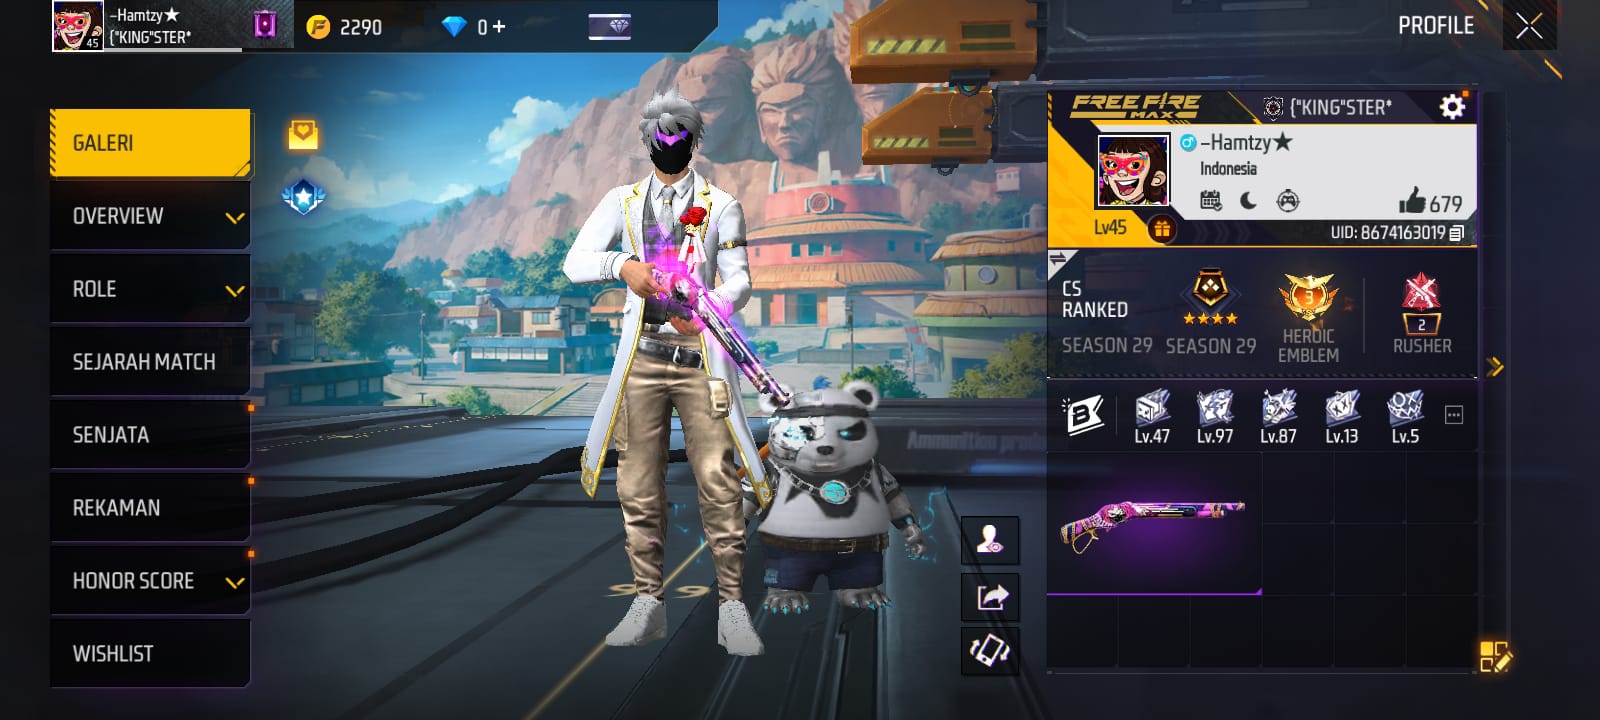 –Hamtzy★
{"KING"STER*
45
2290
0 +
PROFILE
GALERI
OVERVIEW
ROLE
SEJARAH MATCH
SENJATA
REKAMAN
HONOR SCORE
WISHLIST
FREE FIRE
MAX
{"KING"STER*
–Hamtzy★
Indonesia
679
Lv45
UID: 8674163019
CS
RANKED
SEASON 29
SEASON 29
3
HEROIC
EMBLEM
2
RUSHER
B
Lv.47
Lv.97
Lv.87
Lv.13
Lv.5
Ammunition